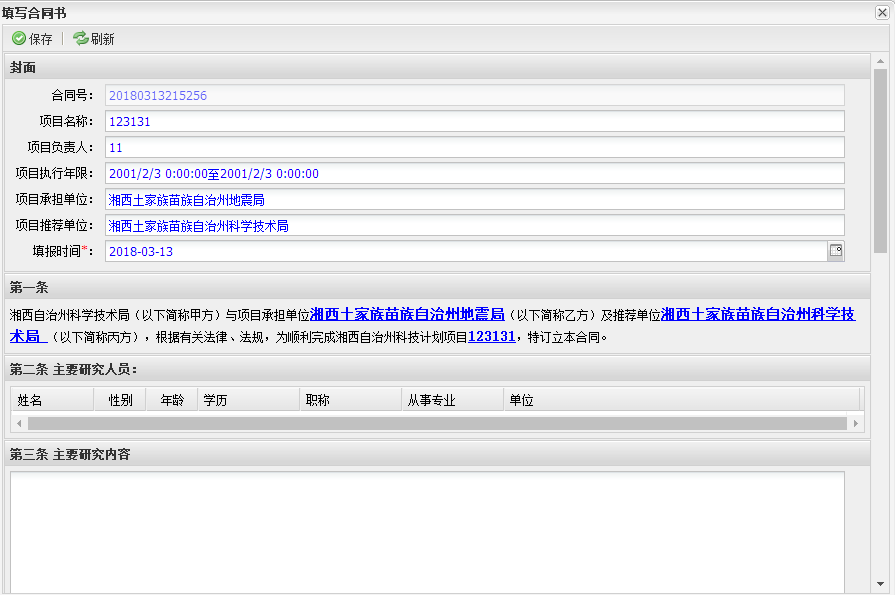 填写合同书
保存 刷新
封面
合同号： 20180313215256
项目名称： 123131
项目负责人： 11
项目执行年限： 2001/2/3 0:00:00至2001/2/3 0:00:00
项目承担单位： 湘西土家族苗族自治州地震局
项目推荐单位： 湘西土家族苗族自治州科学技术局
填报时间*： 2018-03-13
第一条
湘西自治州科学技术局（以下简称甲方）与项目承担单位湘西土家族苗族自治州地震局（以下简称乙方）及推荐单位湘西土家族苗族自治州科学技
术局 （以下简称丙方），根据有关法律、法规，为顺利完成湘西自治州科技计划项目123131，特订立本合同。
第二条 主要研究人员：
姓名 性别 年龄 学历 职称 从事专业 单位
第三条 主要研究内容